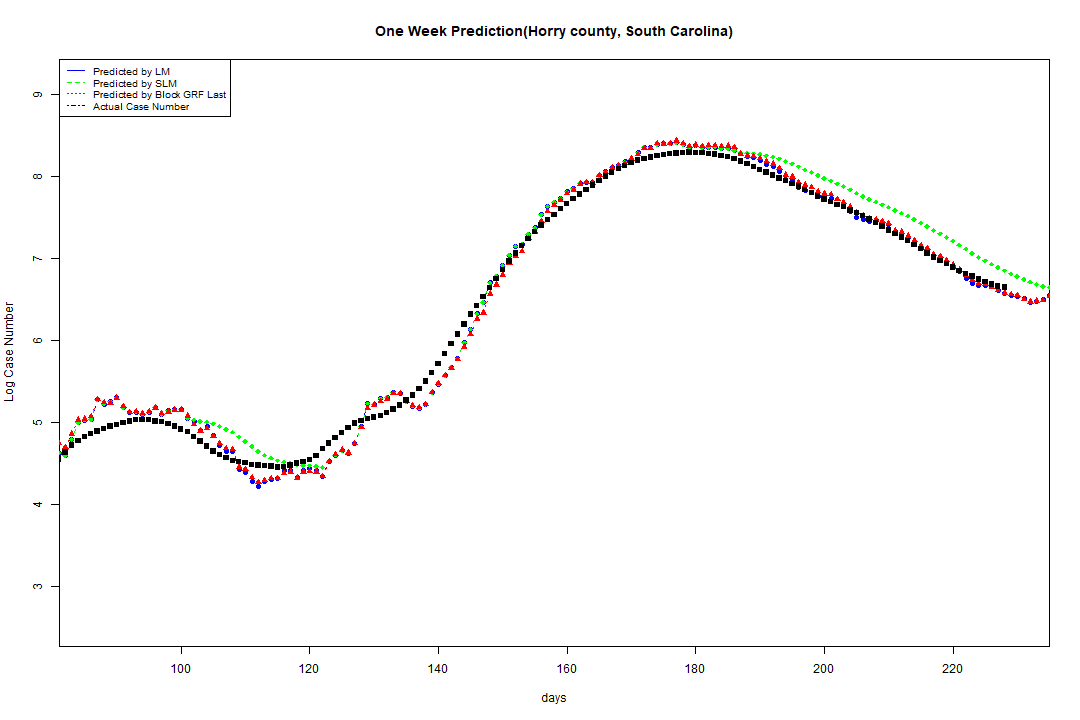 One Week Prediction(Horry county, South Carolina)
Predicted by LM
Predicted by SLM
Predicted by Block GRF Last
Actual Case Number
Log Case Number
9
8
7
6
5
4
3
100 120 140 160 180 200 220
days